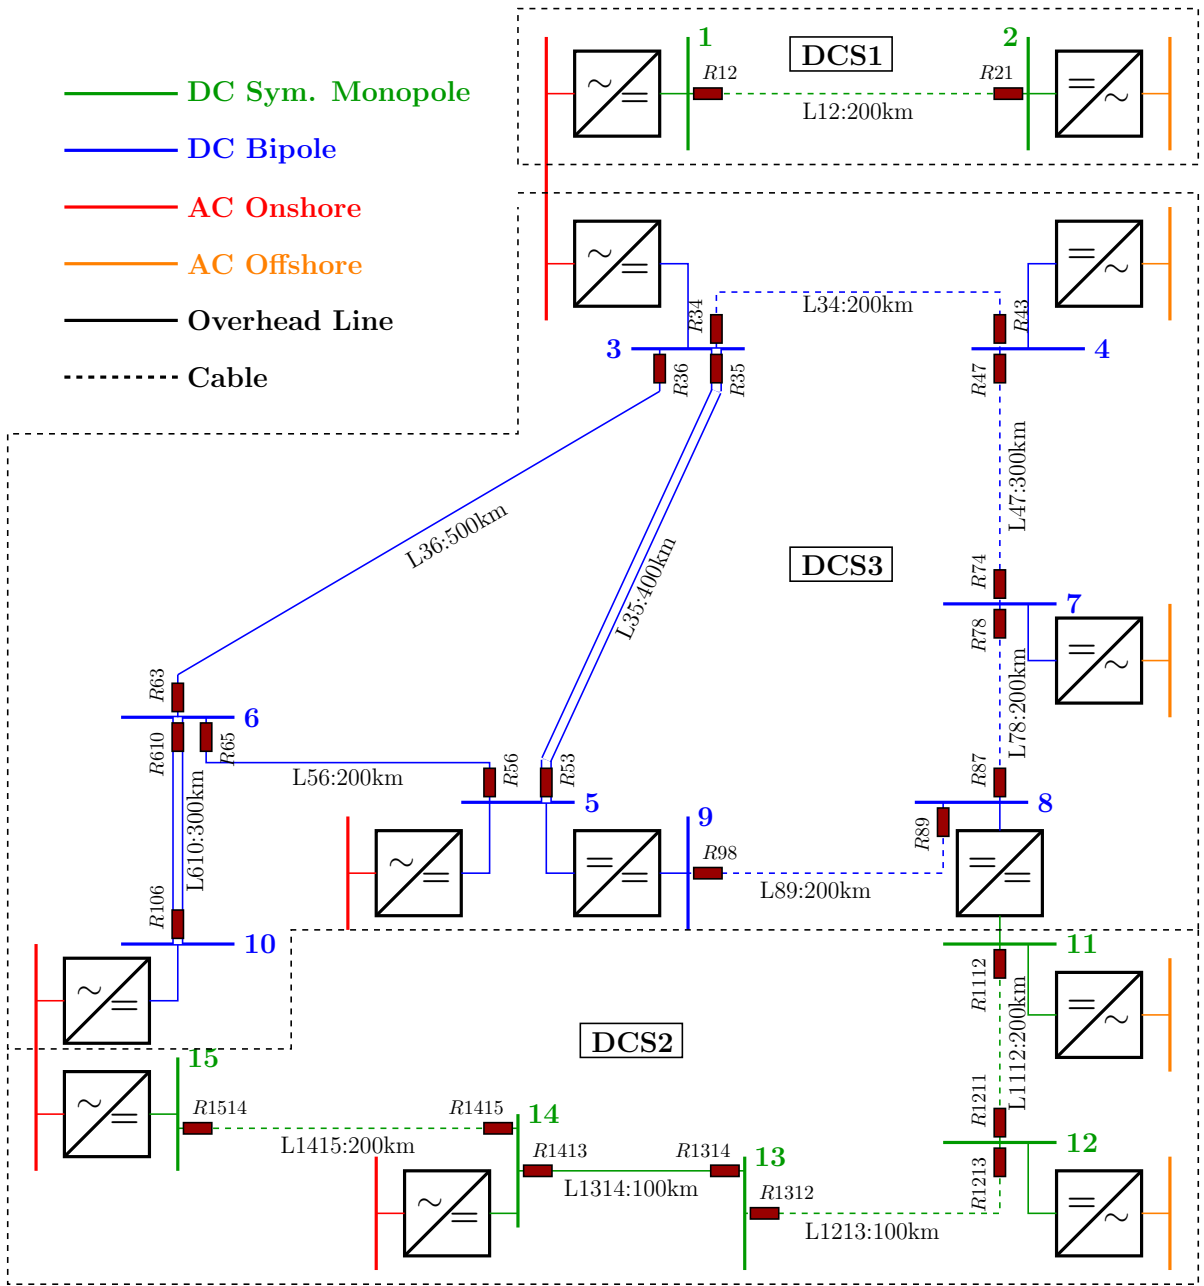 1
2
DCS1
R12
R21
L12:200km
DC Sym. Monopole
DC Bipole
AC Onshore
AC Offshore
Overhead Line
Cable
L34:200km
R34
R43
3
4
R36
R35
R47
L47:300km
L36:500km
L35:400km
DCS3
R74
7
R78
L78:200km
R63
6
R610
R65
L56:200km
R56
R53
R87
5
9
8
R89
L610:300km
R98
L89:200km
R106
10
11
R1112
L1112:200km
DCS2
15
R1514
R1415
14
L1415:200km
R1211
12
R1413
R1314
13
L1314:100km
R1312
R1213
L1213:100km